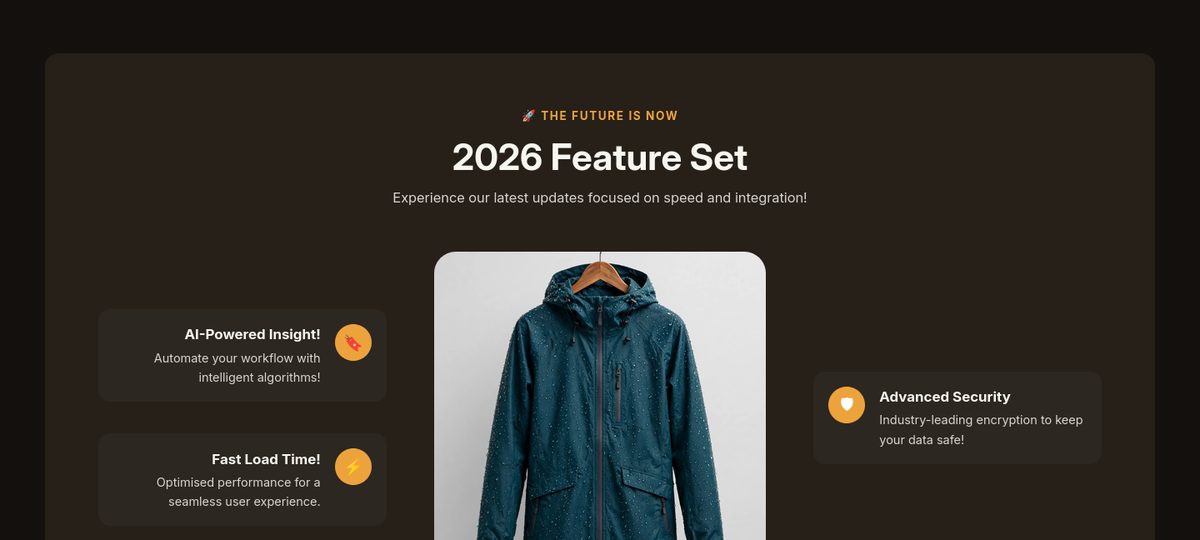 🚀 THE FUTURE IS NOW
2026 Feature Set
Experience our latest updates focused on speed and integration!
AI-Powered Insight!
Automate your workflow with
intelligent algorithms!
Fast Load Time!
Optimised performance for a
seamless user experience.
Advanced Security
Industry-leading encryption to keep
your data safe!